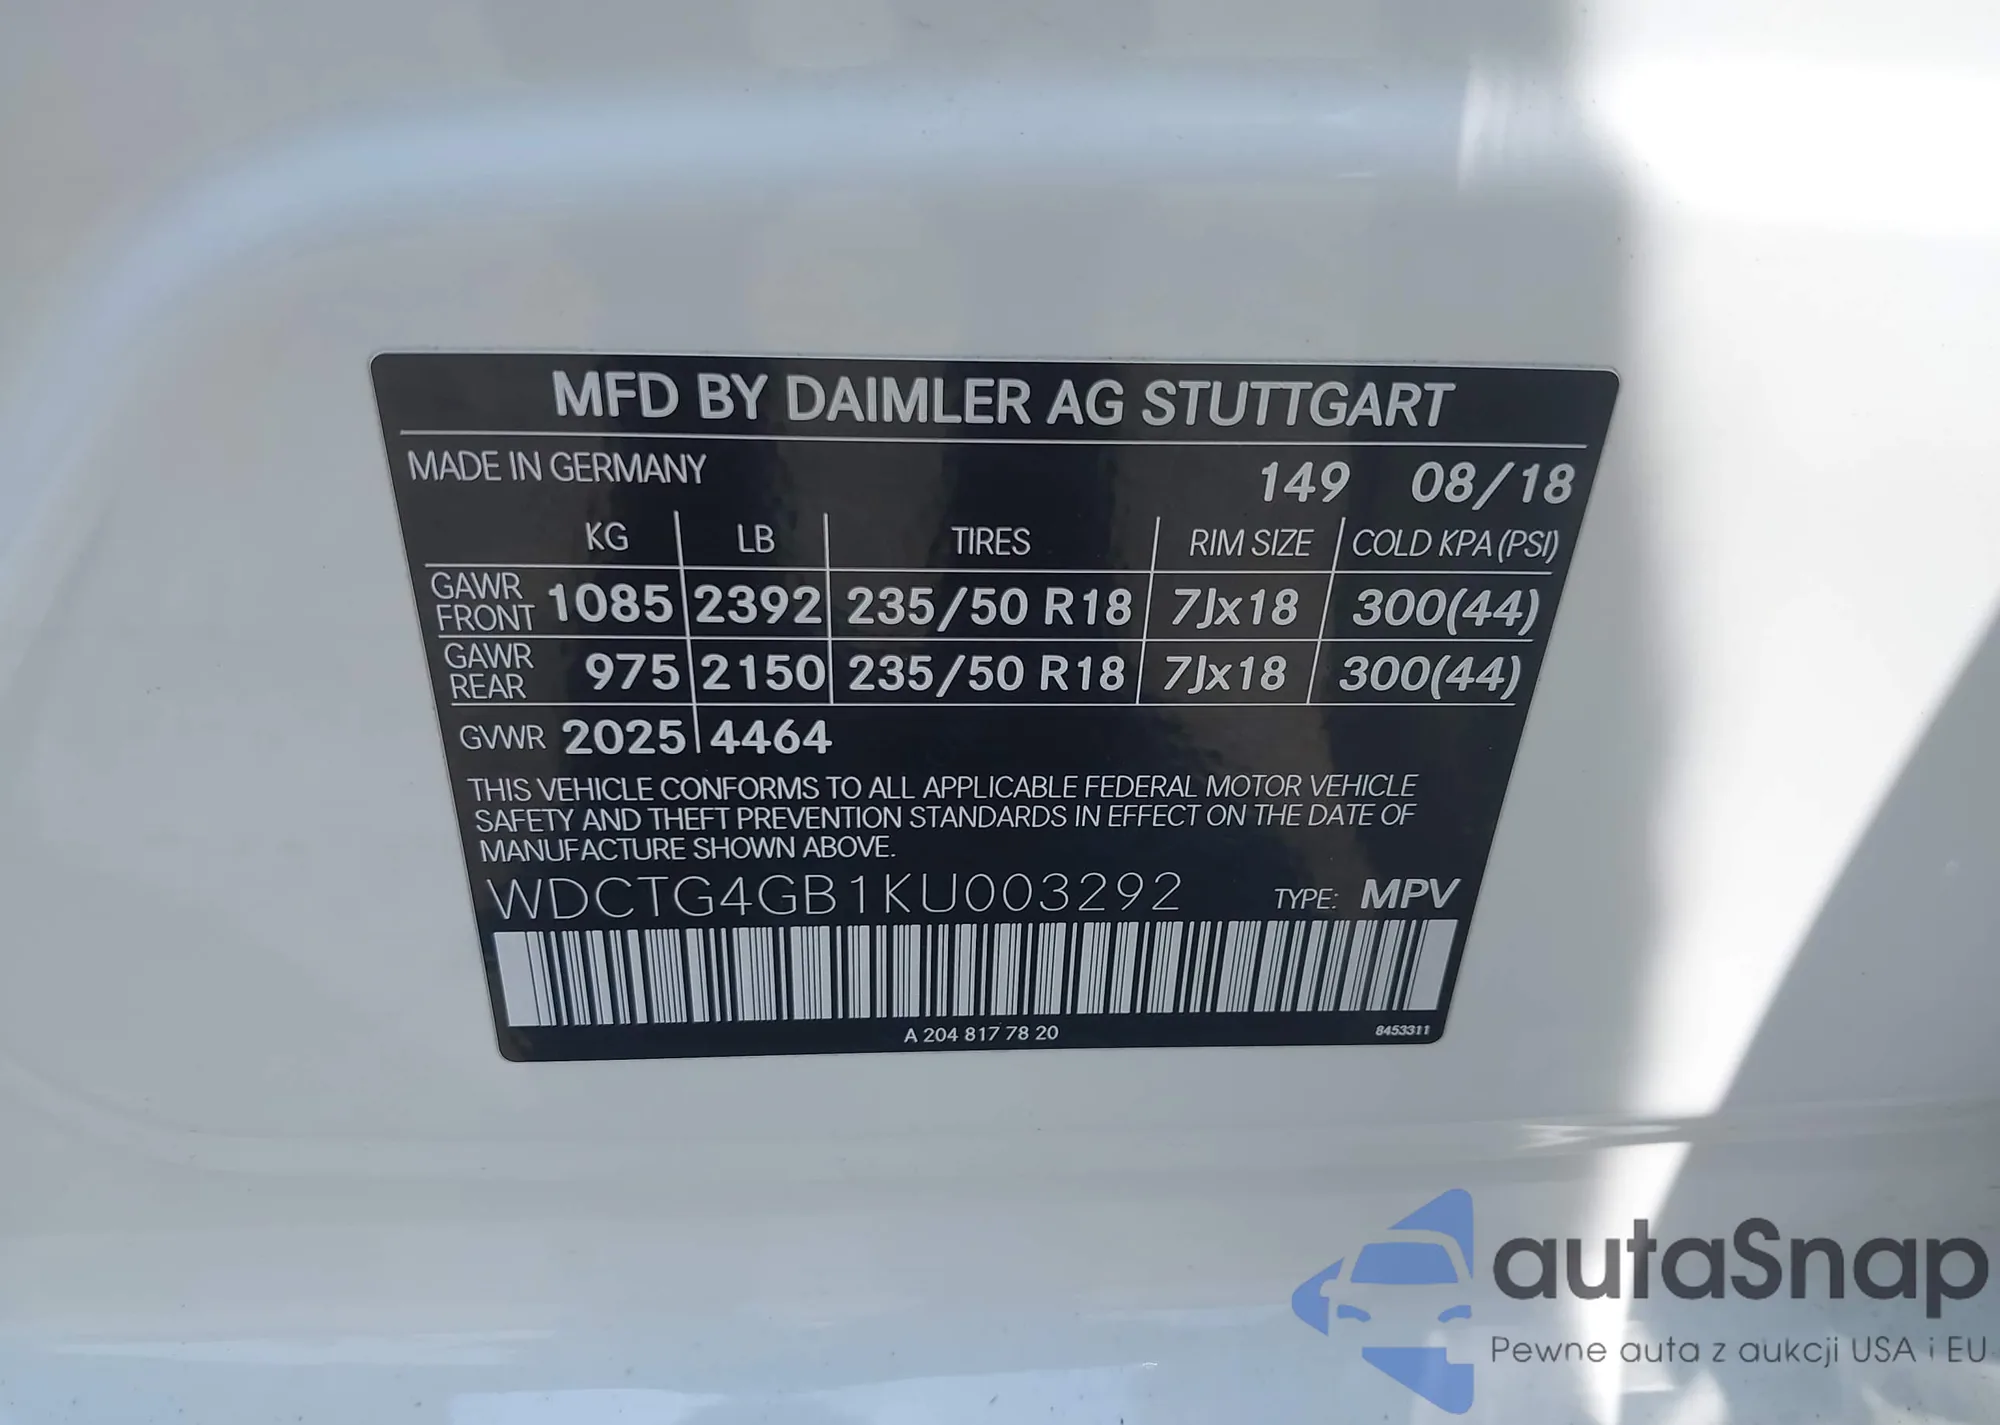 MFD BY DAIMLER AG STUTTGART
MADE IN GERMANY 149 08/18
KG LB TIRES RIM SIZE COLD KPA (PSI)
GAWR FRONT 1085 2392 235/50 R18 7Jx18 300(44)
GAWR REAR 975 2150 235/50 R18 7Jx18 300(44)
GVWR 2025 4464
THIS VEHICLE CONFORMS TO ALL APPLICABLE FEDERAL MOTOR VEHICLE
SAFETY AND THEFT PREVENTION STANDARDS IN EFFECT ON THE DATE OF
MANUFACTURE SHOWN ABOVE.
WDCTG4GB1KU003292 TYPE: MPV
A 204 817 78 20 8453311
autaSnap
Pewne auta z aukcji USA i EU